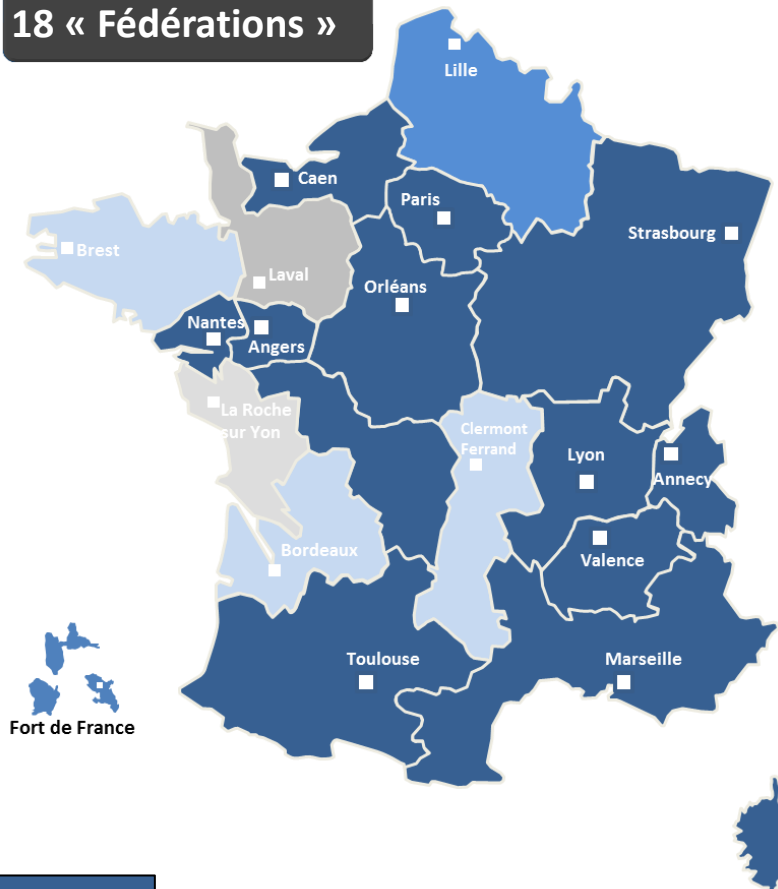 18 « Fédérations »
Lille
Caen
Paris
Strasbourg
Brest
Laval
Orléans
Nantes
Angers
La Roche
sur Yon
Clermont
Ferrand
Lyon
Annecy
Bordeaux
Valence
Toulouse
Marseille
Fort de France